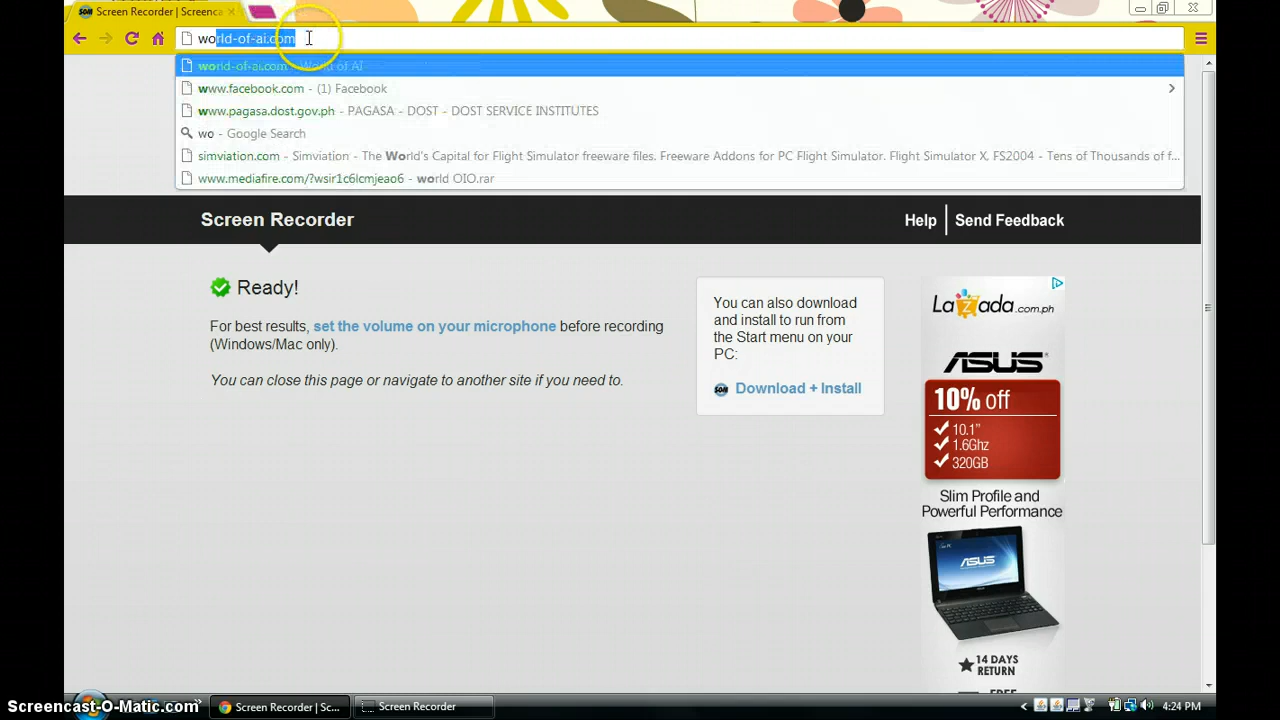 Screen Recorder | Screenca
world-of-ai.com
world-of-ai.com - World of AI
www.facebook.com - (1) Facebook
www.pagasa.dost.gov.ph - PAGASA - DOST - DOST SERVICE INSTITUTES
wo - Google Search
simviation.com - Simviation - The World's Capital for Flight Simulator freeware files. Freeware Addons for PC Flight Simulator. Flight Simulator X, FS2004 - Tens of Thousands of f...
www.mediafire.com/?wsir1c6lcmjeao6 - world OIO.rar
Screen Recorder
Help
Send Feedback
Ready!
For best results, set the volume on your microphone before recording
(Windows/Mac only).
You can close this page or navigate to another site if you need to.
You can also download
and install to run from
the Start menu on your
PC:
SOM
Download + Install
Lazada.com.ph
ASUS
10% off
10.1"
1.6Ghz
320GB
Slim Profile and
Powerful Performance
ASUS
14 DAYS
RETURN
Screencast-O-Matic.com
Screen Recorder | Sc...
Screen Recorder
4:24 PM